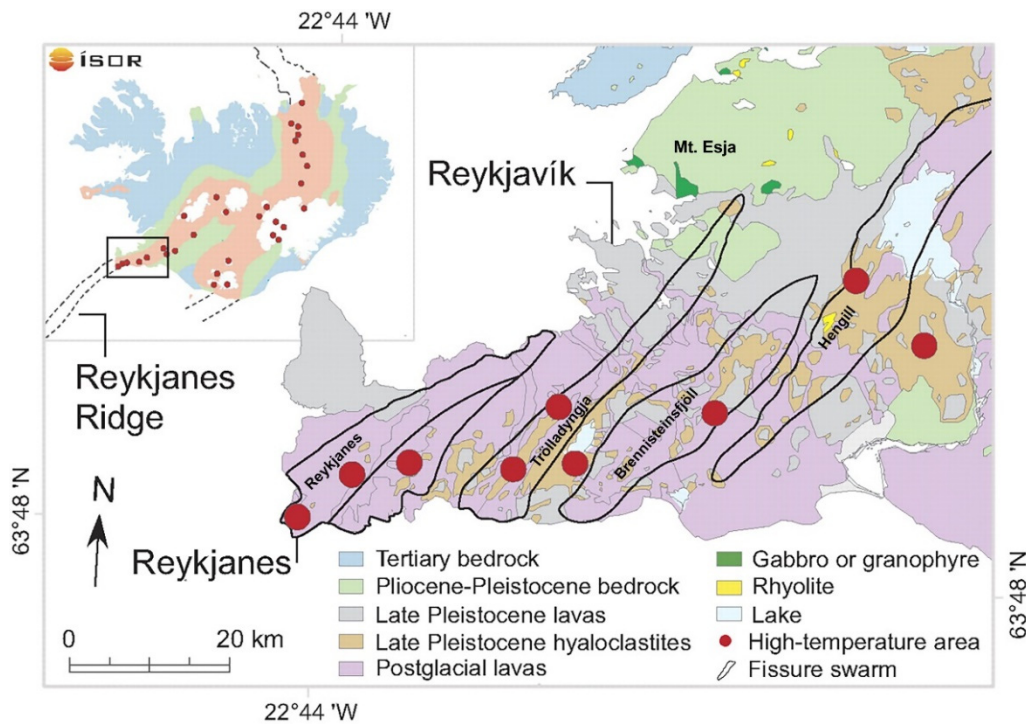 22°44 'W
ÍSOR
Mt. Esja
Reykjavík
Hengill
Reykjanes
Ridge
Trölladyngja
Brennisteinsfjöll
Reykjanes
63°48 'N
N
Reykjanes
63°48 'N
Tertiary bedrock
Pliocene-Pleistocene bedrock
Late Pleistocene lavas
Late Pleistocene hyaloclastites
Postglacial lavas
Gabbro or granophyre
Rhyolite
Lake
High-temperature area
Fissure swarm
0 20 km
22°44 'W